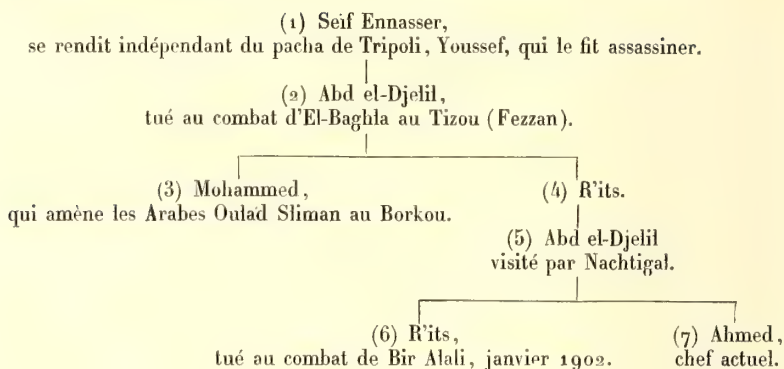 (1) Seïf Ennasser,
se rendit indépendant du pacha de Tripoli, Youssef, qui le fit assassiner.
(2) Abd el-Djelil,
tué au combat d'El-Baghla au Tizou (Fezzan).
(3) Mohammed,
qui amène les Arabes Oulad Sliman au Borkou.
(4) R'its.
(5) Abd el-Djelil
visité par Nachtigal.
(6) R'its,
tué au combat de Bir Alali, janvier 1902.
(7) Ahmed,
chef actuel.